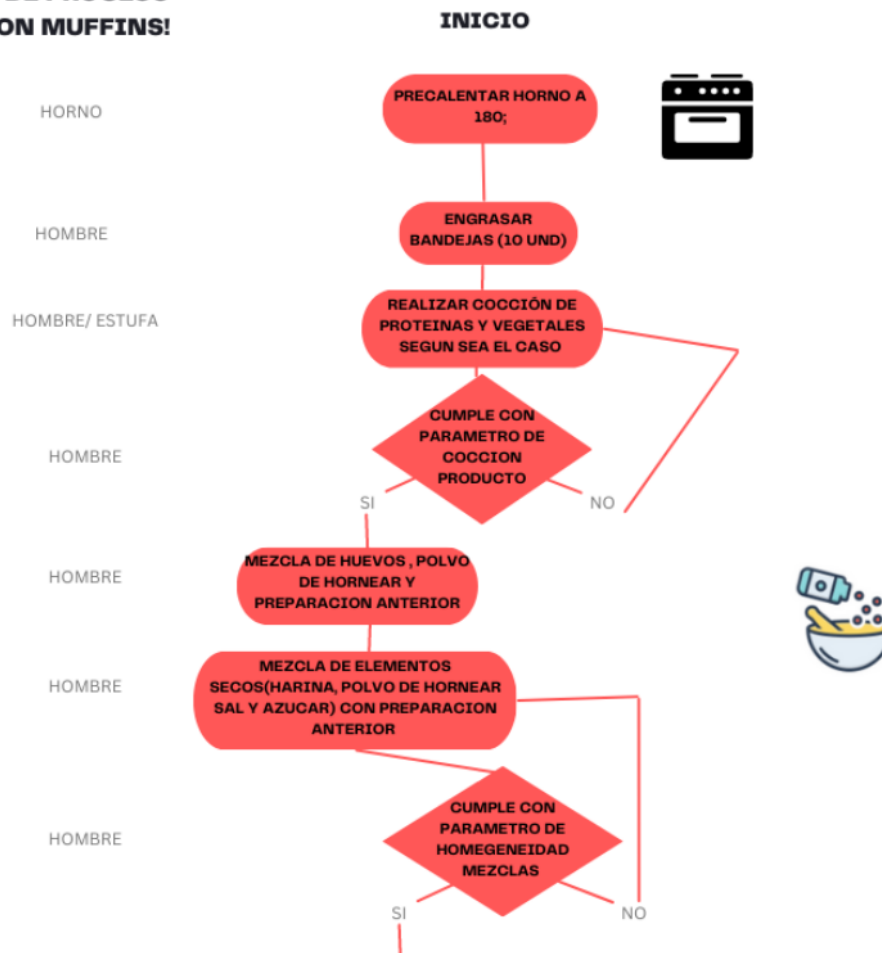 ON MUFFINS!
INICIO
HORNO
PRECALENTAR HORNO A
180;
HOMBRE
ENGRASAR
BANDEJAS (10 UND)
HOMBRE/ ESTUFA
REALIZAR COCCIÓN DE
PROTEINAS Y VEGETALES
SEGUN SEA EL CASO
HOMBRE
CUMPLE CON
PARAMETRO DE
COCCION
PRODUCTO
SI
NO
HOMBRE
MEZCLA DE HUEVOS , POLVO
DE HORNEAR Y
PREPARACION ANTERIOR
HOMBRE
MEZCLA DE ELEMENTOS
SECOS(HARINA, POLVO DE HORNEAR
SAL Y AZUCAR) CON PREPARACION
ANTERIOR
HOMBRE
CUMPLE CON
PARAMETRO DE
HOMEGENEIDAD
MEZCLAS
SI
NO